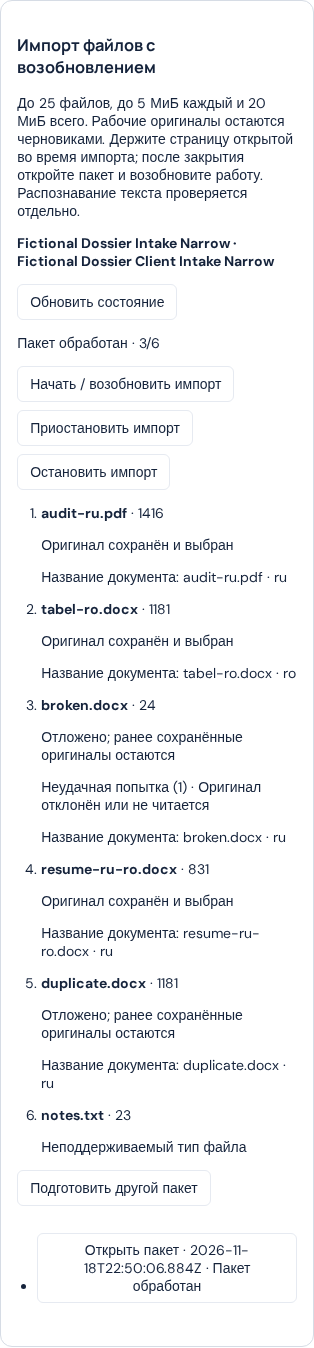 Импорт файлов с
возобновлением
До 25 файлов, до 5 МиБ каждый и 20
МиБ всего. Рабочие оригиналы остаются
черновиками. Держите страницу открытой
во время импорта; после закрытия
откройте пакет и возобновите работу.
Распознавание текста проверяется
отдельно.
Fictional Dossier Intake Narrow ·
Fictional Dossier Client Intake Narrow
Обновить состояние
Пакет обработан · 3/6
Начать / возобновить импорт
Приостановить импорт
Остановить импорт
1. audit-ru.pdf · 1416
Оригинал сохранён и выбран
Название документа: audit-ru.pdf · ru
2. tabel-ro.docx · 1181
Оригинал сохранён и выбран
Название документа: tabel-ro.docx · ro
3. broken.docx · 24
Отложено; ранее сохранённые
оригиналы остаются
Неудачная попытка (1) · Оригинал
отклонён или не читается
Название документа: broken.docx · ru
4. resume-ru-ro.docx · 831
Оригинал сохранён и выбран
Название документа: resume-ru-
ro.docx · ru
5. duplicate.docx · 1181
Отложено; ранее сохранённые
оригиналы остаются
Название документа: duplicate.docx ·
ru
6. notes.txt · 23
Неподдерживаемый тип файла
Подготовить другой пакет
Открыть пакет · 2026-11-
18T22:50:06.884Z · Пакет
обработан